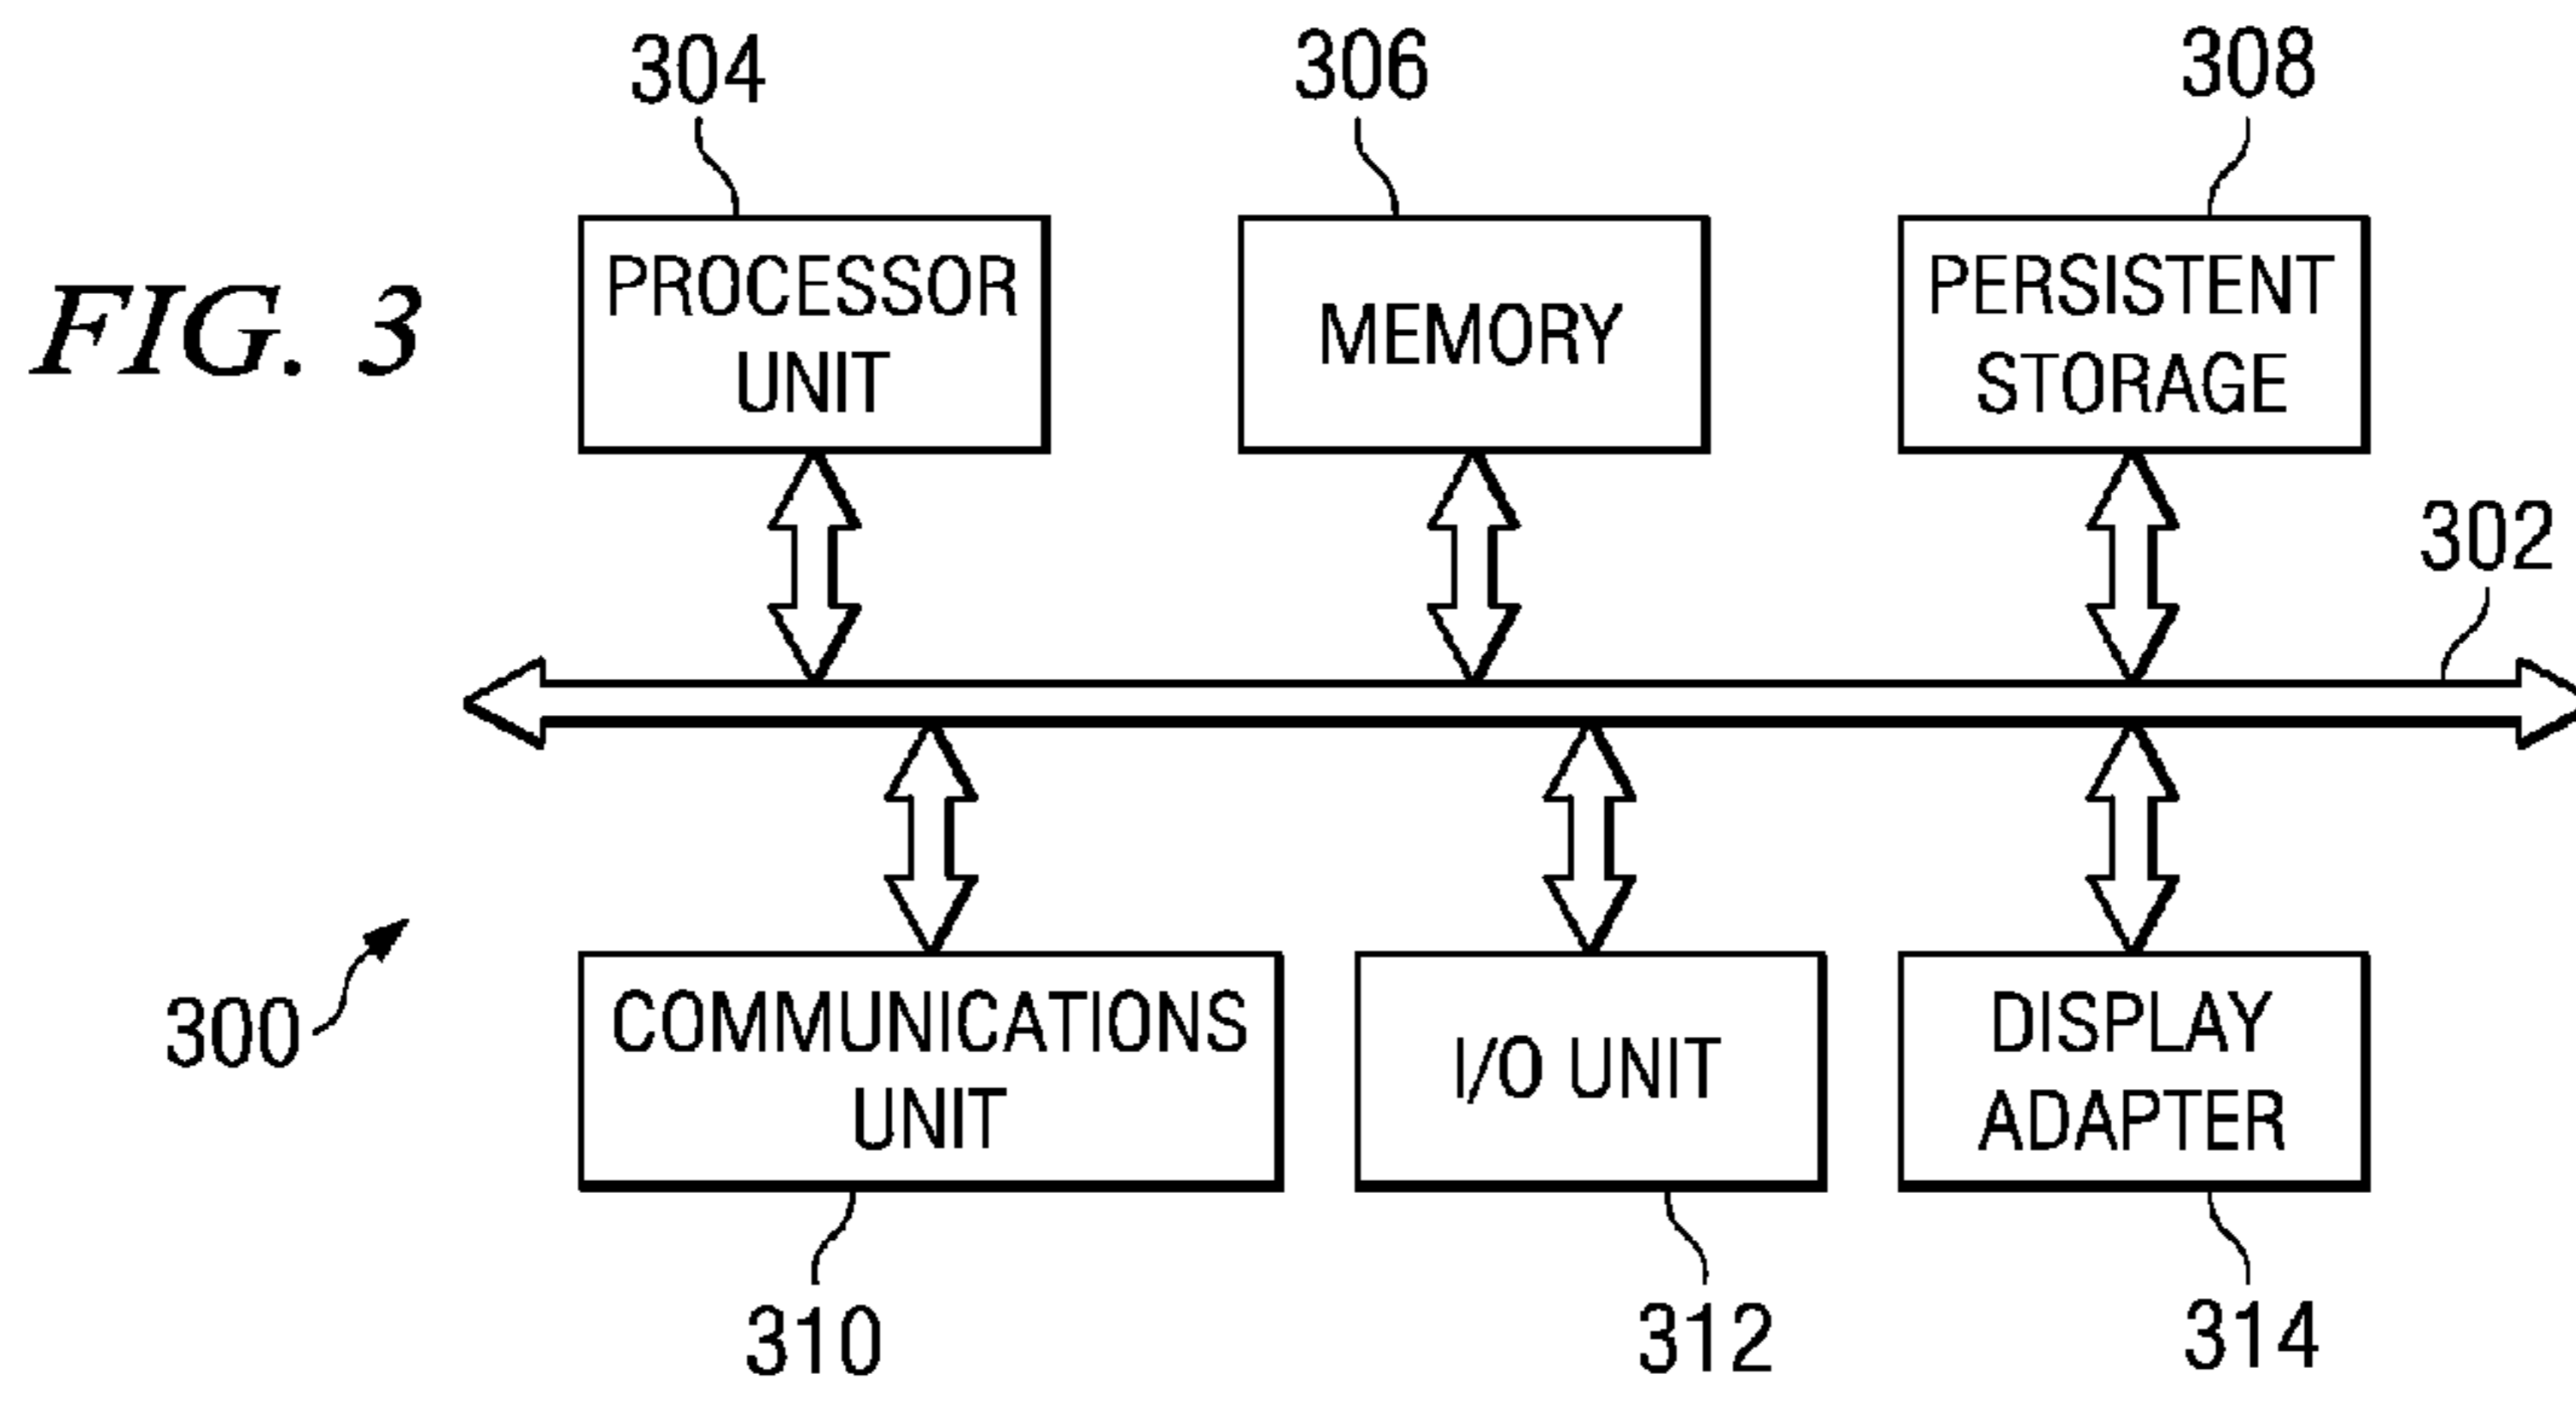 304
306
308
FIG. 3
PROCESSOR
UNIT
MEMORY
PERSISTENT
STORAGE
302
300
COMMUNICATIONS
UNIT
I/O UNIT
DISPLAY
ADAPTER
310
312
314